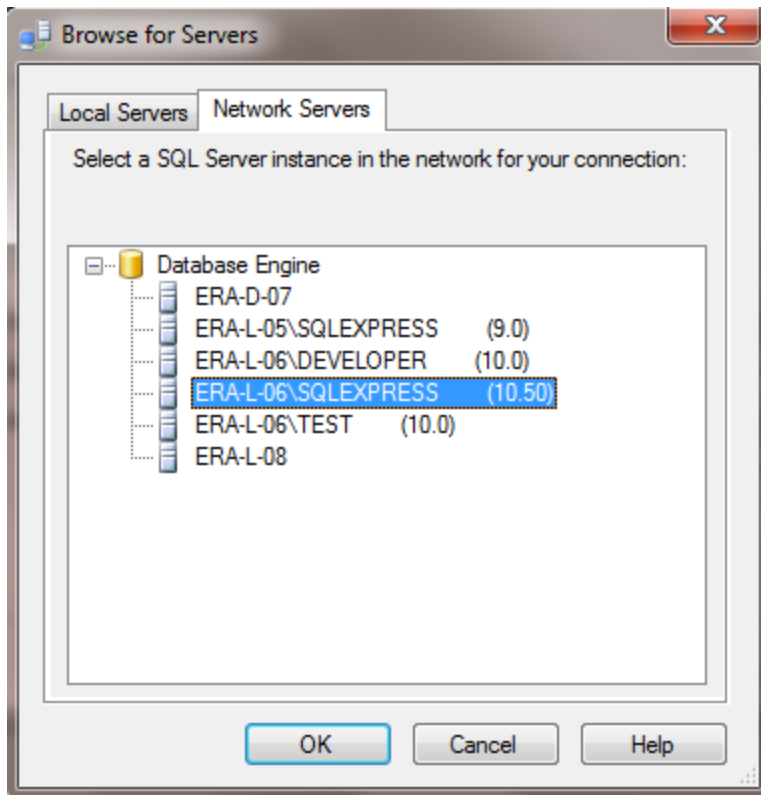 Browse for Servers
Local Servers Network Servers
Select a SQL Server instance in the network for your connection:
Database Engine
ERA-D-07
ERA-L-05\SQLEXPRESS (9.0)
ERA-L-06\DEVELOPER (10.0)
ERA-L-06\SQLEXPRESS (10.50)
ERA-L-06\TEST (10.0)
ERA-L-08
OK Cancel Help